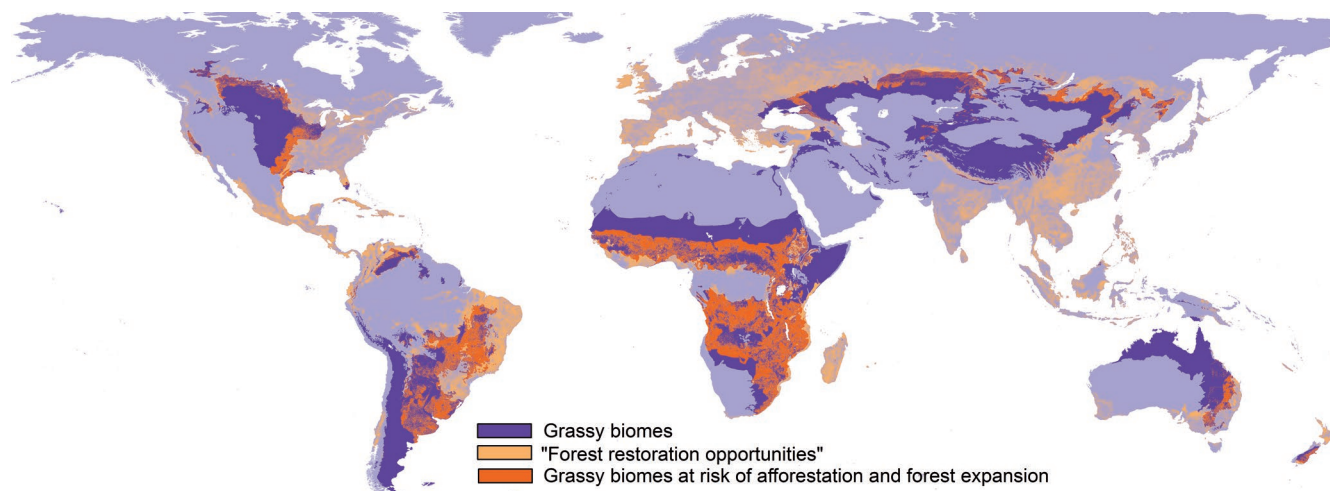 Grassy biomes
"Forest restoration opportunities"
Grassy biomes at risk of afforestation and forest expansion